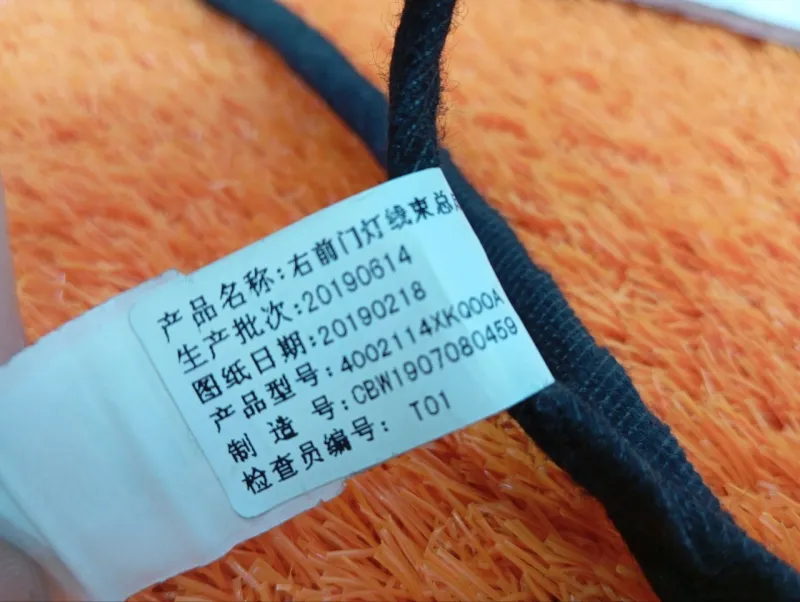 产品名称:右前门灯线束总
生产批次:20190614
图纸日期:20190218
产品型号:4002114XKQ00A
制 造 号:CBW1907080459
检查员编号: T01